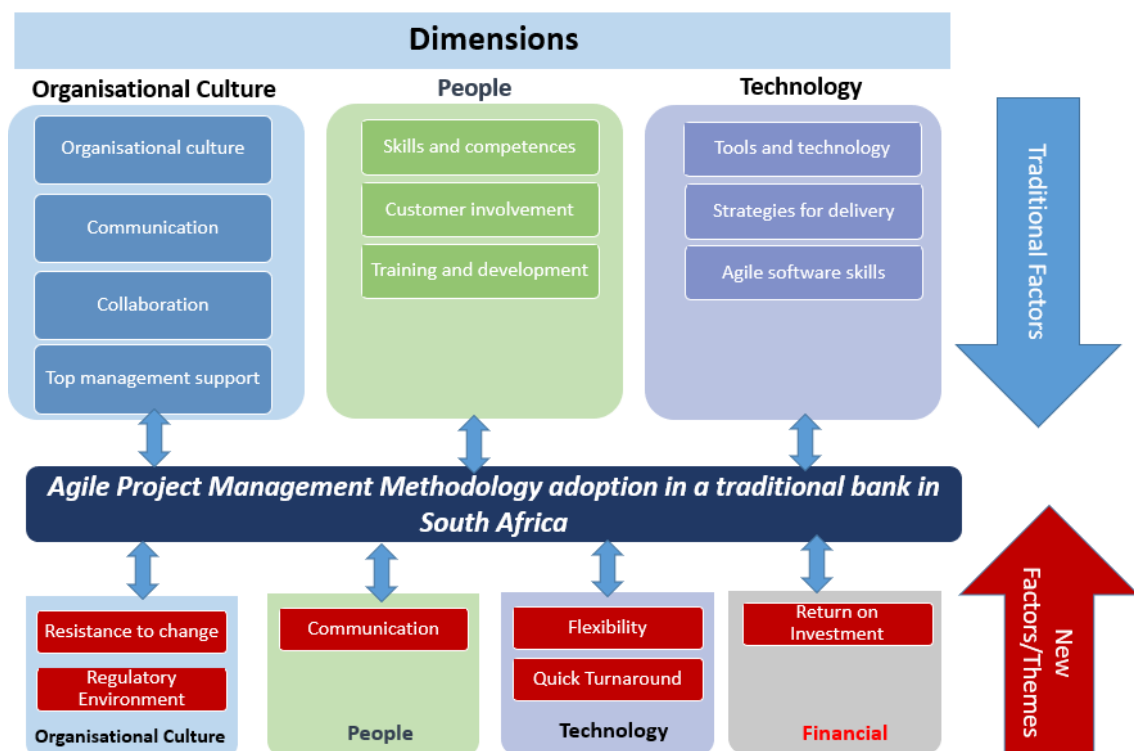 Dimensions
Organisational Culture
People
Technology
Organisational culture
Communication
Collaboration
Top management support
Skills and competences
Customer involvement
Training and development
Tools and technology
Strategies for delivery
Agile software skills
Traditional Factors
Agile Project Management Methodology adoption in a traditional bank in
South Africa
Resistance to change
Regulatory
Environment
Organisational Culture
Communication
People
Flexibility
Quick Turnaround
Technology
Return on
Investment
Financial
New
Factors/Themes